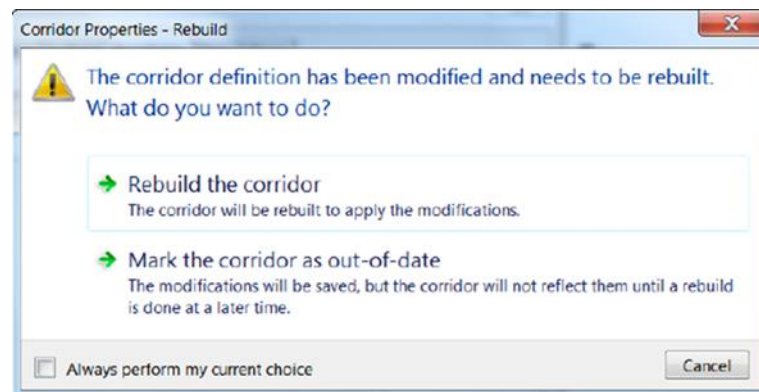 Corridor Properties - Rebuild
The corridor definition has been modified and needs to be rebuilt.
What do you want to do?
Rebuild the corridor
The corridor will be rebuilt to apply the modifications.
Mark the corridor as out-of-date
The modifications will be saved, but the corridor will not reflect them until a rebuild
is done at a later time.
Always perform my current choice
Cancel